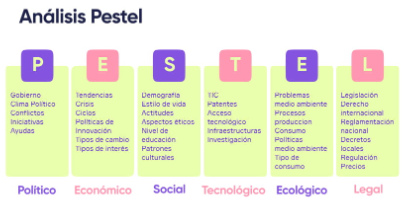 Análisis Pestel
P
E
S
T
E
L
Gobierno
Clima Político
Conflictos
Iniciativas
Ayudas
Tendencias
Crisis
Ciclos
Políticas de
Innovación
Tipos de cambio
Tipos de interés
Demografía
Estilo de vida
Actitudes
Aspectos éticos
Nivel de
educación
Patrones
culturales
TIC
Patentes
Acceso
tecnológico
Infraestructuras
Investigación
Problemas
medio ambiente
Procesos
produccion
Consumo
Políticas
medio ambiente
Tipo de
consumo
Legislación
Derecho
internacional
Reglamentación
nacional
Decretos
locales
Regulación
Precios
Político
Económico
Social
Tecnológico
Ecológico
Legal